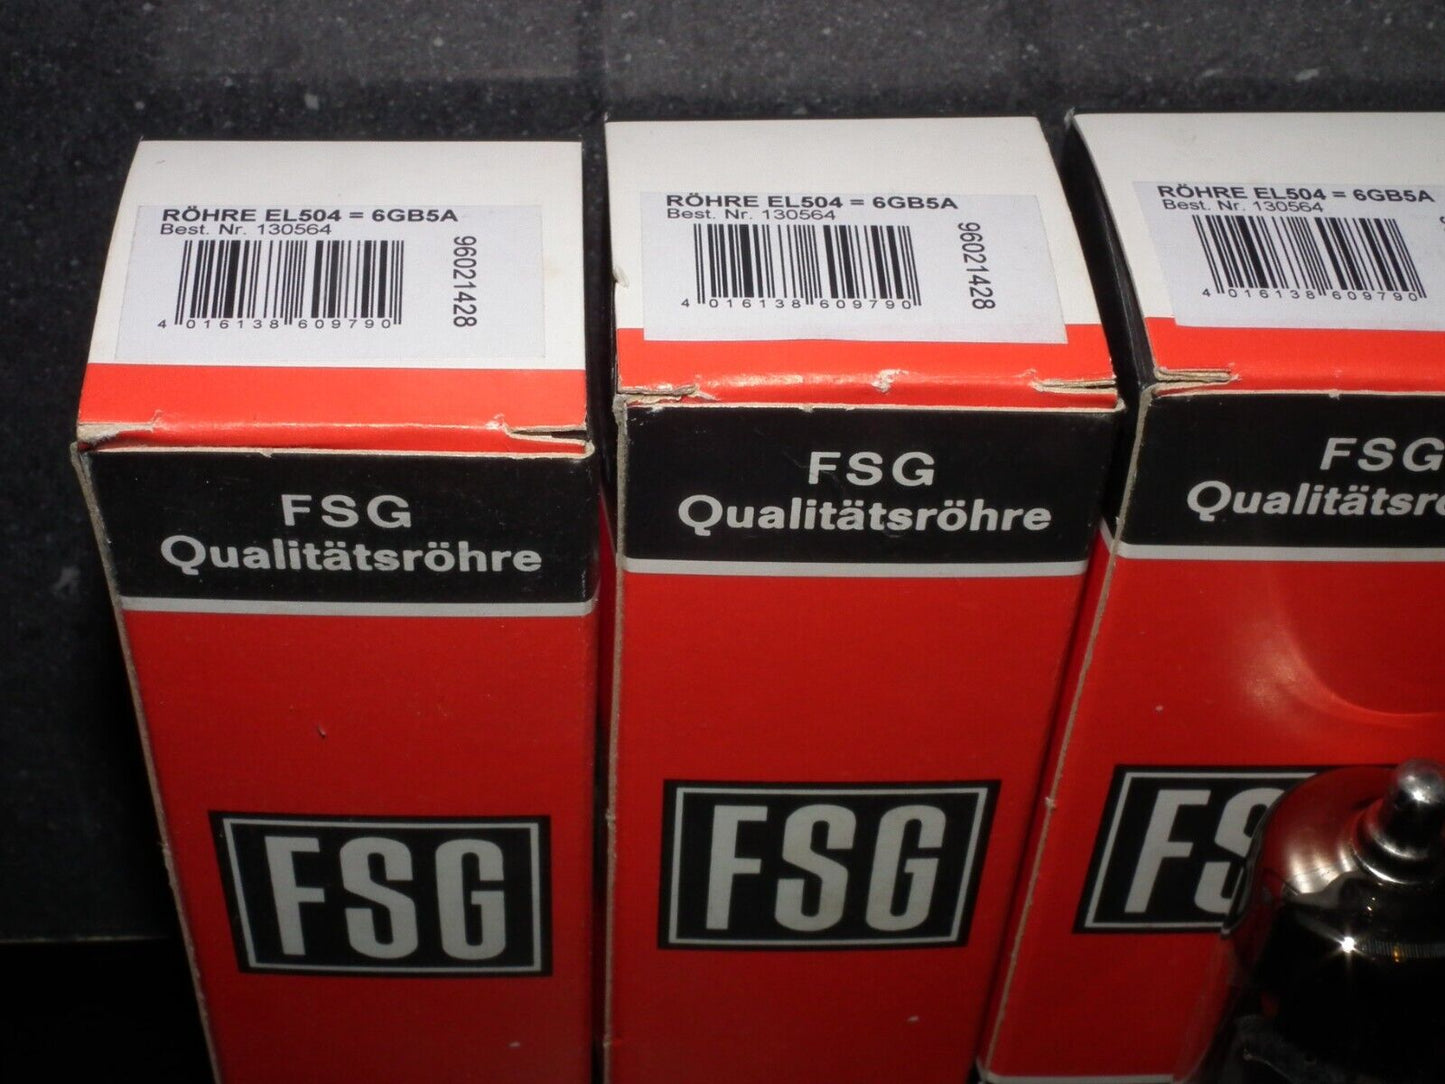 RÖHRE EL504 = 6GB5A
Best. Nr. 130564
96021428
4 016138 609790
FSG
Qualitätsröhre
FSG
RÖHRE EL504 = 6GB5A
Best. Nr. 130564
96021428
4 016138 609790
FSG
Qualitätsröhre
FSG
RÖHRE EL504 = 6GB5A
Best. Nr. 130564
4 016138 609790
FSG